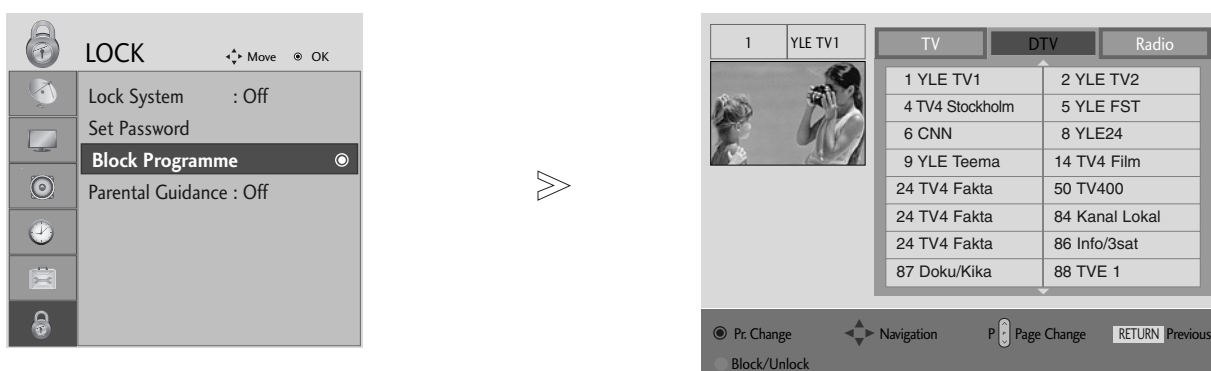 LOCK
Move OK
Lock System : Off
Set Password
Block Programme
Parental Guidance : Off
1 YLE TV1
TV DTV Radio
1 YLE TV1 2 YLE TV2
4 TV4 Stockholm 5 YLE FST
6 CNN 8 YLE24
9 YLE Teema 14 TV4 Film
24 TV4 Fakta 50 TV400
24 TV4 Fakta 84 Kanal Lokal
24 TV4 Fakta 86 Info/3sat
87 Doku/Kika 88 TVE 1
Pr. Change Navigation P Page Change RETURN Previous
Block/Unlock